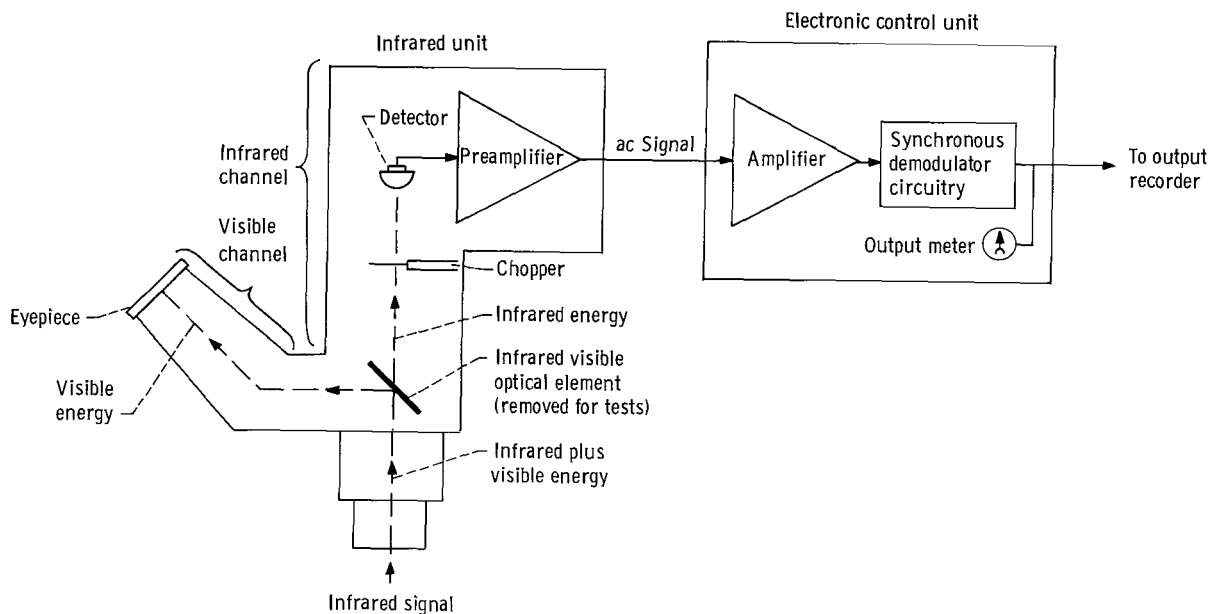 Electronic control unit
Infrared unit
Detector
Infrared
channel
Preamplifier
ac Signal
Amplifier
Synchronous
demodulator
circuitry
To output
recorder
Visible
channel
Output meter
Chopper
Eyepiece
Infrared energy
Infrared visible
optical element
(removed for tests)
Visible
energy
Infrared plus
visible energy
Infrared signal